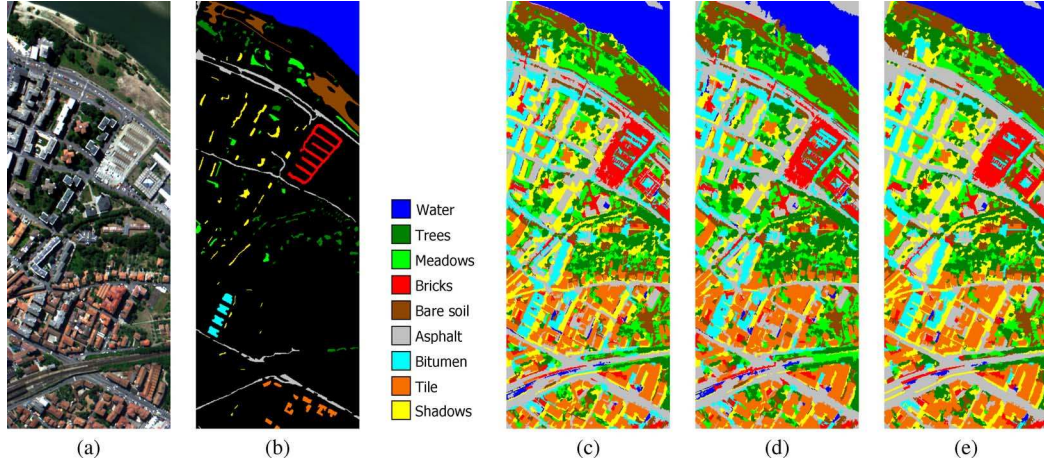 Water
Trees
Meadows
Bricks
Bare soil
Asphalt
Bitumen
Tile
Shadows
(a)
(b)
(c)
(d)
(e)